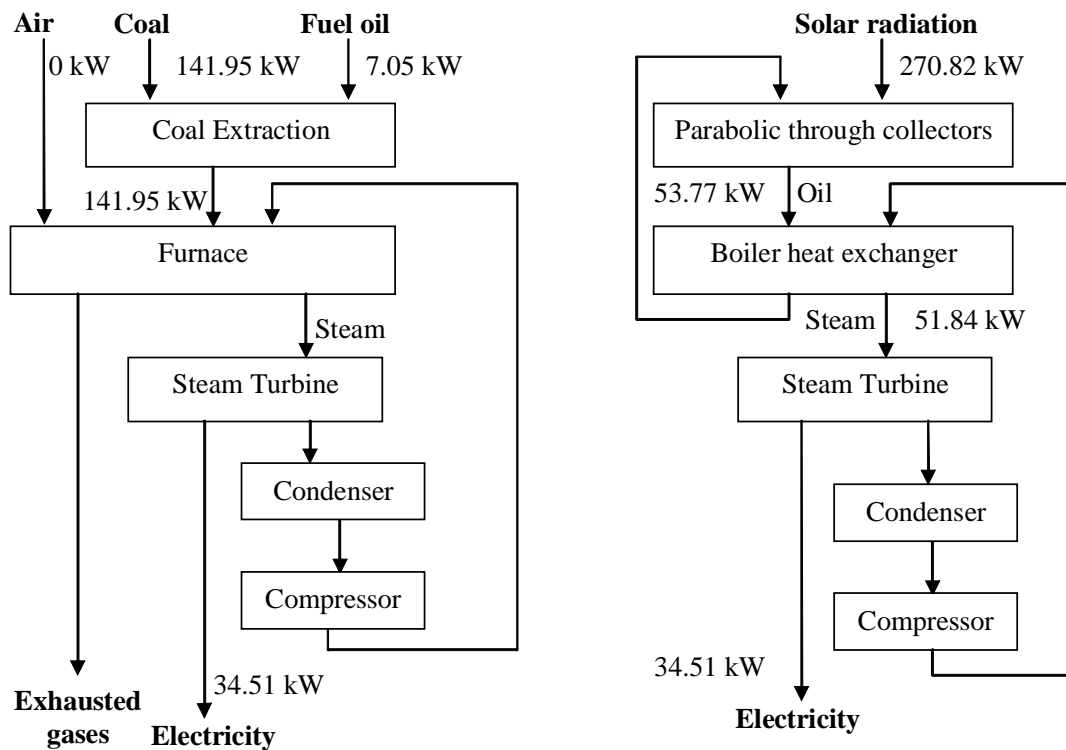 Air
Coal
Fuel oil
0 kW
141.95 kW
7.05 kW
Coal Extraction
141.95 kW
Furnace
Steam
Steam Turbine
Condenser
Compressor
34.51 kW
Exhausted
gases
Electricity
Solar radiation
270.82 kW
Parabolic through collectors
53.77 kW
Oil
Boiler heat exchanger
Steam
51.84 kW
Steam Turbine
Condenser
Compressor
34.51 kW
Electricity